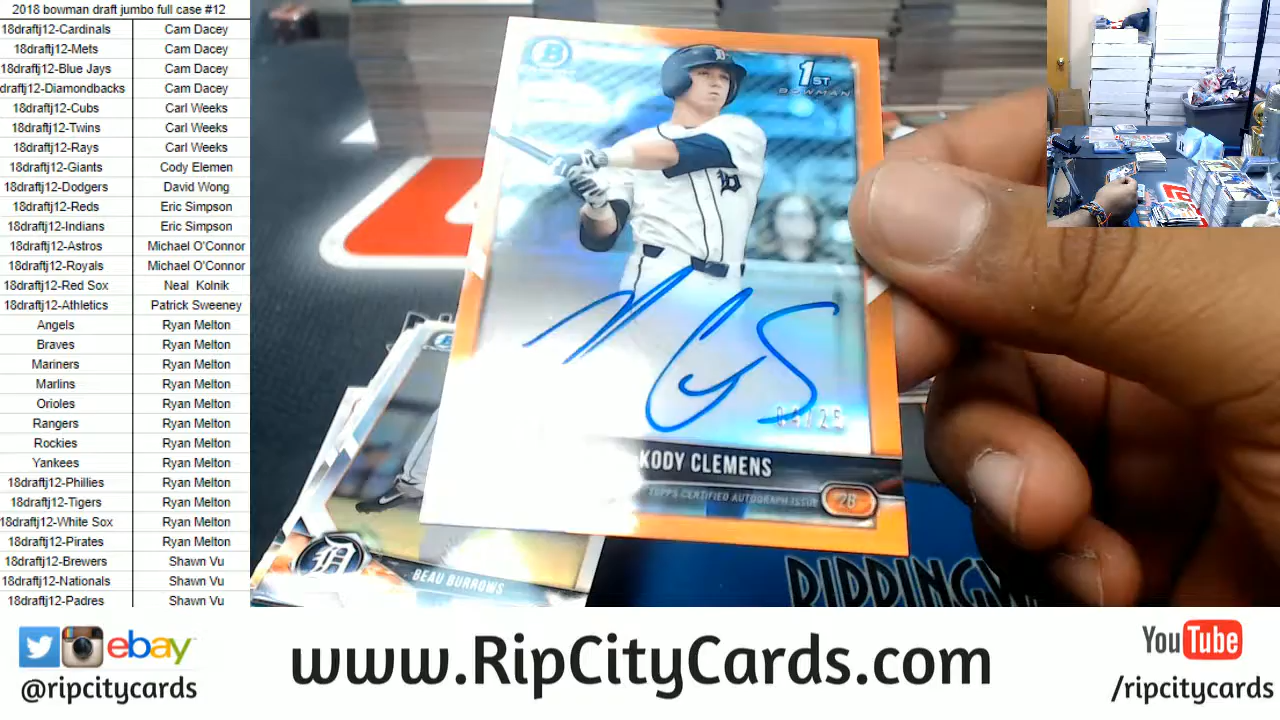 2018 bowman draft jumbo full case #12
18draftj12-Cardinals Cam Dacey
18draftj12-Mets Cam Dacey
18draftj12-Blue Jays Cam Dacey
draftj12-Diamondbacks Cam Dacey
18draftj12-Cubs Carl Weeks
18draftj12-Twins Carl Weeks
18draftj12-Rays Carl Weeks
18draftj12-Giants Cody Elemen
18draftj12-Dodgers David Wong
18draftj12-Reds Eric Simpson
18draftj12-Indians Eric Simpson
18draftj12-Astros Michael O'Connor
18draftj12-Royals Michael O'Connor
18draftj12-Red Sox Neal Kolnik
18draftj12-Athletics Patrick Sweeney
Angels Ryan Melton
Braves Ryan Melton
Mariners Ryan Melton
Marlins Ryan Melton
Orioles Ryan Melton
Rangers Ryan Melton
Rockies Ryan Melton
Yankees Ryan Melton
18draftj12-Phillies Ryan Melton
18draftj12-Tigers Ryan Melton
18draftj12-White Sox Ryan Melton
18draftj12-Pirates Ryan Melton
18draftj12-Brewers Shawn Vu
18draftj12-Nationals Shawn Vu
18draftj12-Padres Shawn Vu
B
1ST
BOWMAN
D
KODY CLEMENS
TOPPS CERTIFIED AUTOGRAPH ISSUE
2B
D
BEAU BURROWS
ebay
@ripcitycards
www.RipCityCards.com
YouTube
/ripcitycards